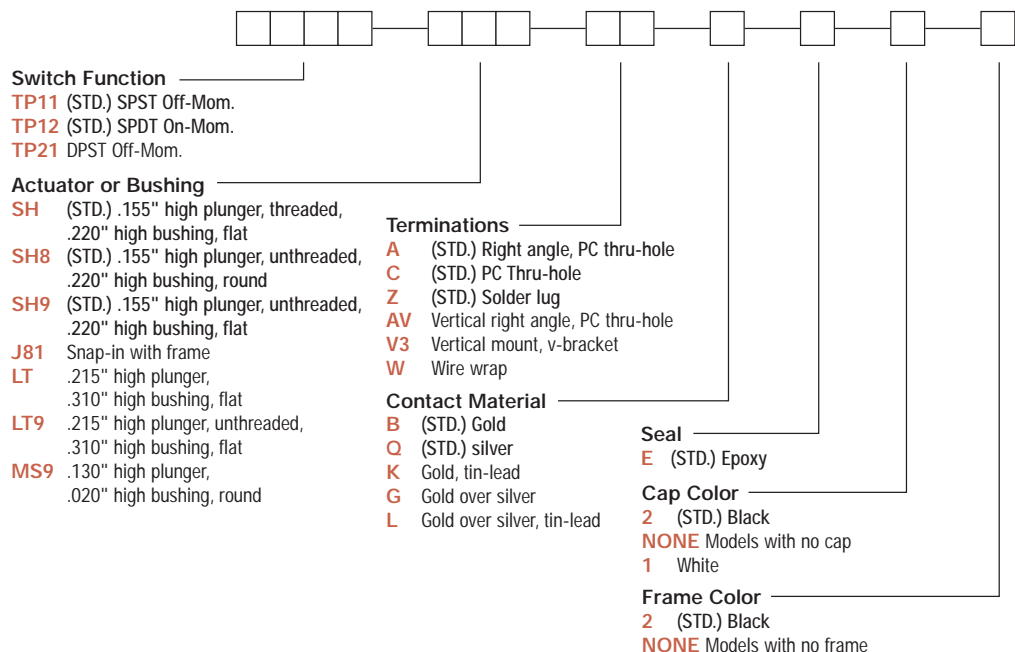 Switch Function
TP11 (STD.) SPST Off-Mom.
TP12 (STD.) SPDT On-Mom.
TP21 DPST Off-Mom.
Actuator or Bushing
SH (STD.) .155" high plunger, threaded,
.220" high bushing, flat
SH8 (STD.) .155" high plunger, unthreaded,
.220" high bushing, round
SH9 (STD.) .155" high plunger, unthreaded,
.220" high bushing, flat
J81 Snap-in with frame
LT .215" high plunger,
.310" high bushing, flat
LT9 .215" high plunger, unthreaded,
.310" high bushing, flat
MS9 .130" high plunger,
.020" high bushing, round
Terminations
A (STD.) Right angle, PC thru-hole
C (STD.) PC Thru-hole
Z (STD.) Solder lug
AV Vertical right angle, PC thru-hole
V3 Vertical mount, v-bracket
W Wire wrap
Contact Material
B (STD.) Gold
Q (STD.) silver
K Gold, tin-lead
G Gold over silver
L Gold over silver, tin-lead
Seal
E (STD.) Epoxy
Cap Color
2 (STD.) Black
NONE Models with no cap
1 White
Frame Color
2 (STD.) Black
NONE Models with no frame